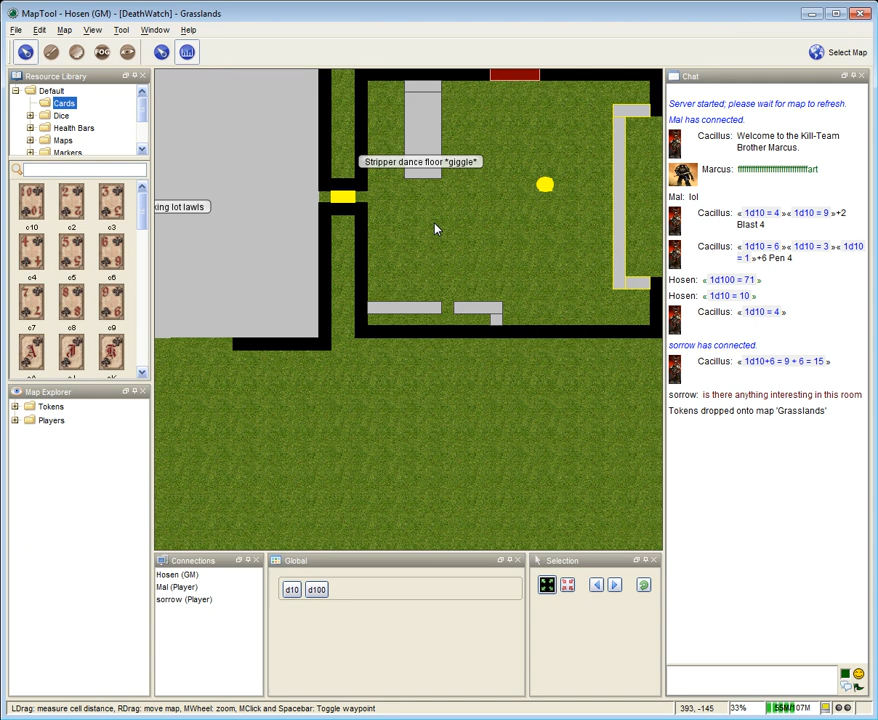 MapTool - Hosen (GM) - [DeathWatch] - Grasslands
File Edit Map View Tool Window Help
FOG
Select Map
Resource Library
Default
Cards
Dice
Health Bars
Maps
Markers
c10 c2 c3
c4 c5 c6
c7 c8 c9
Map Explorer
Tokens
Players
Stripper dance floor *giggle*
king lot lawls
Chat
Server started; please wait for map to refresh.
Mal has connected.
Cacillus: Welcome to the Kill-Team
Brother Marcus.
Mal: lol
Cacillus: « 1d10 = 4 »« 1d10 = 9 »+2
Blast 4
Cacillus: « 1d10 = 6 »« 1d10 = 3 »« 1d10
= 1 »+6 Pen 4
Hosen: « 1d100 = 71 »
Hosen: « 1d10 = 10 »
Cacillus: « 1d10 = 4 »
sorrow has connected.
Cacillus: « 1d10+6 = 9 + 6 = 15 »
sorrow: is there anything interesting in this room
Tokens dropped onto map 'Grasslands'
Connections
Hosen (GM)
Mal (Player)
sorrow (Player)
Global
d10 d100
Selection
LDrag: measure cell distance, RDrag: move map, MWheel: zoom, MClick and Spacebar: Toggle waypoint
393, -145
33%
55M/107M